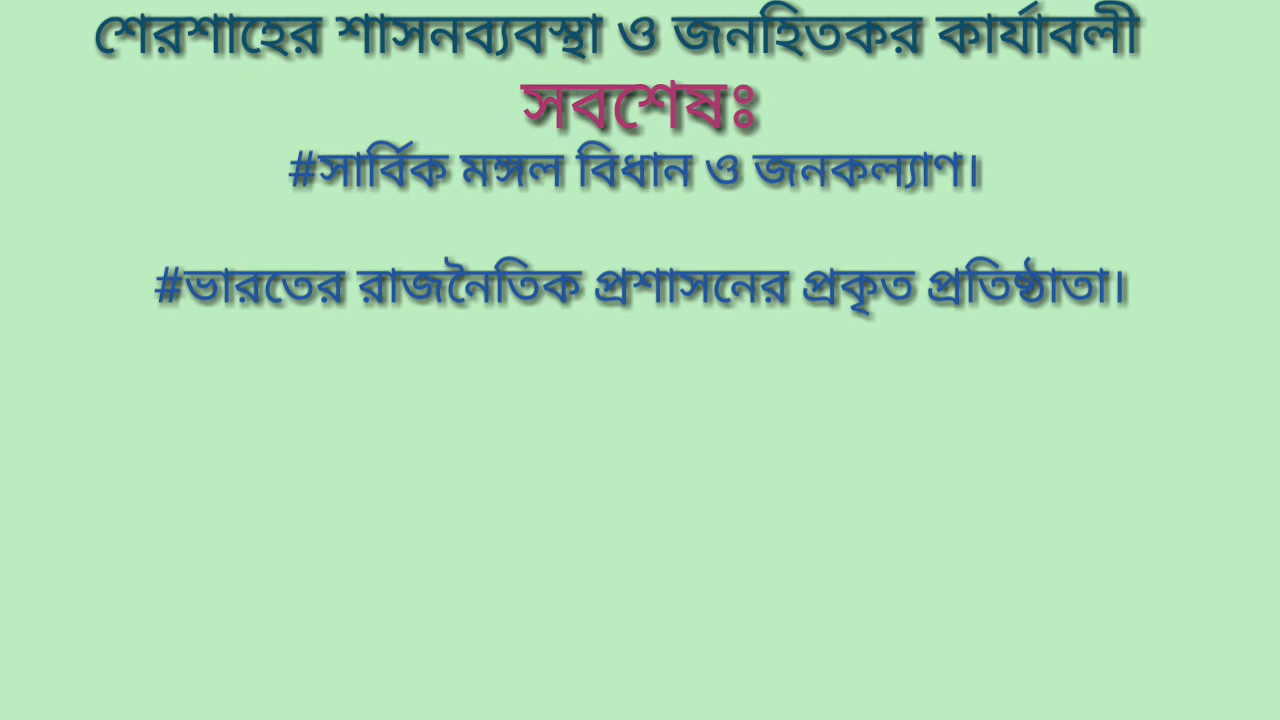 শেরশাহের শাসনব্যবস্থা ও জনহিতকর কার্যাবলী
সবশেষঃ
#সার্বিক মঙ্গল বিধান ও জনকল্যাণ।
#ভারতের রাজনৈতিক প্রশাসনের প্রকৃত প্রতিষ্ঠাতা।